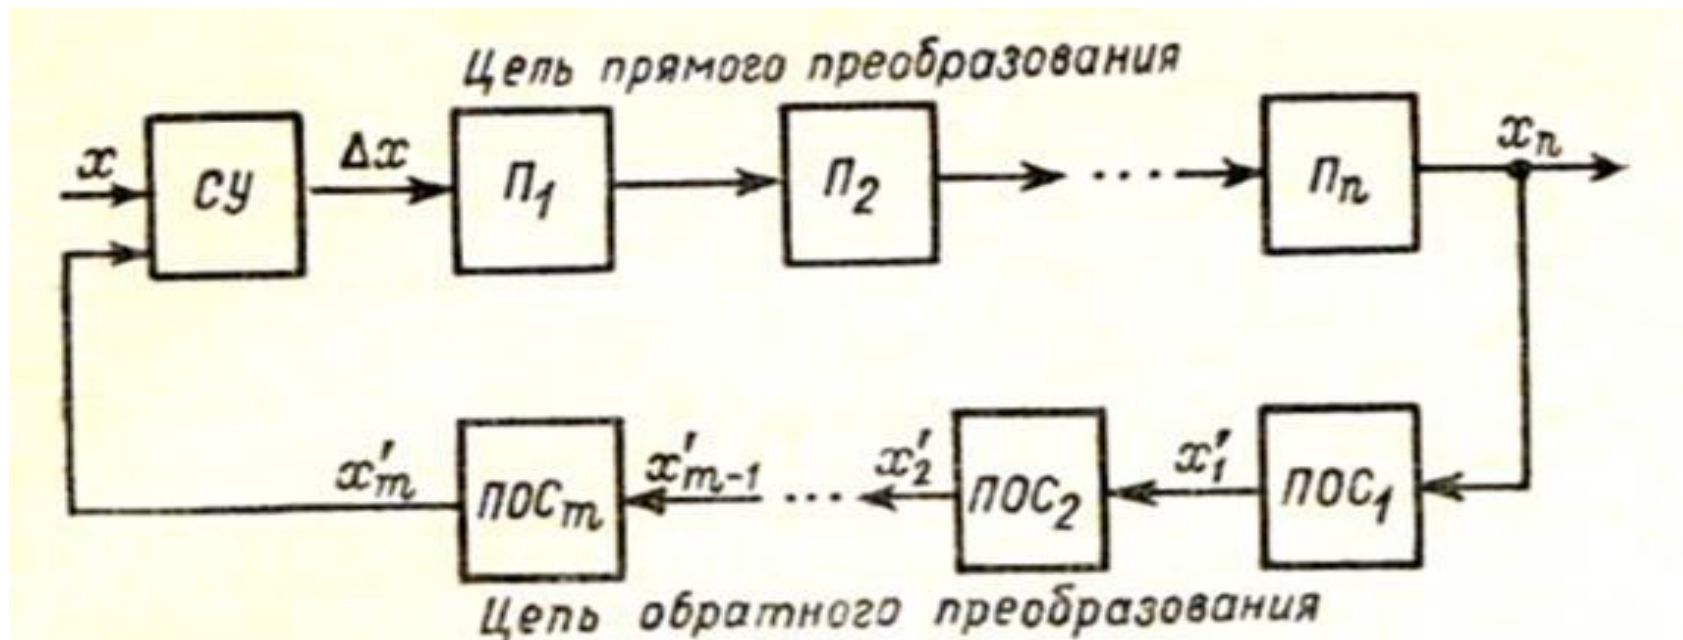 Цепь прямого преобразования
x СУ Δx П₁ П₂ .... Пₙ xₙ
x'ₘ ПОСₘ x'ₘ₋₁ ... x'₂ ПОС₂ x'₁ ПОС₁
Цепь обратного преобразования